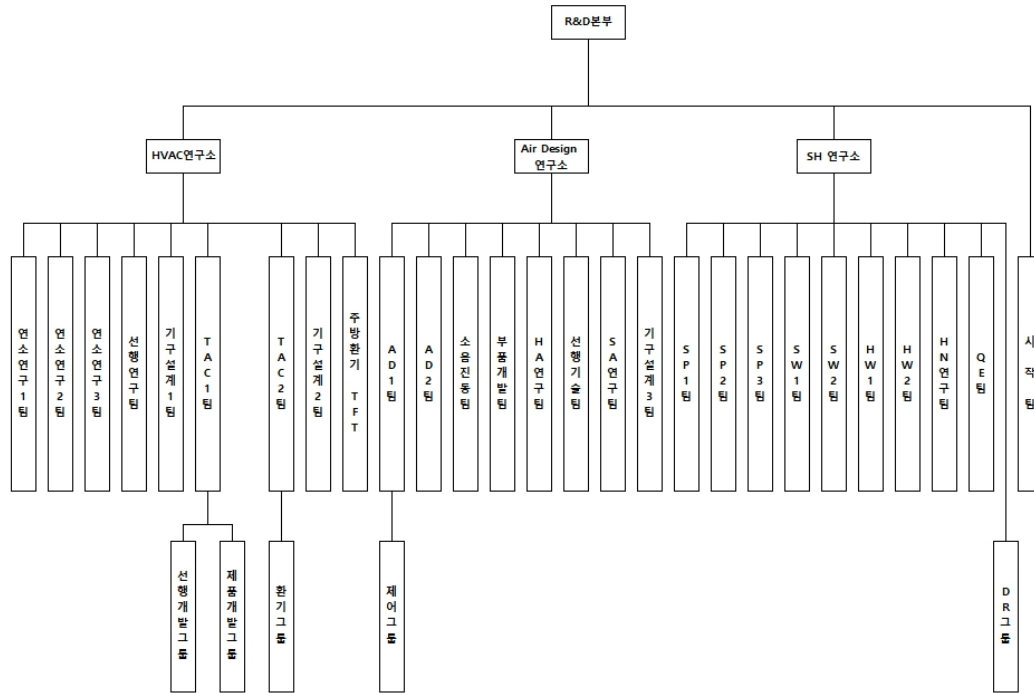 R&D본부
HVAC연구소
Air Design
연구소
SH 연구소
연소연구1팀
연소연구2팀
연소연구3팀
선행연구팀
기구설계1팀
TAC1팀
TAC2팀
기구설계2팀
주방환기 TFT
AD1팀
AD2팀
소음진동팀
부품개발팀
HA연구팀
선행기술팀
SA연구팀
기구설계3팀
SP1팀
SP2팀
SP3팀
SW1팀
SW2팀
HW1팀
HW2팀
HN연구팀
QE팀
시 작 팀
선행개발그룹
제품개발그룹
환기그룹
제어그룹
DR그룹